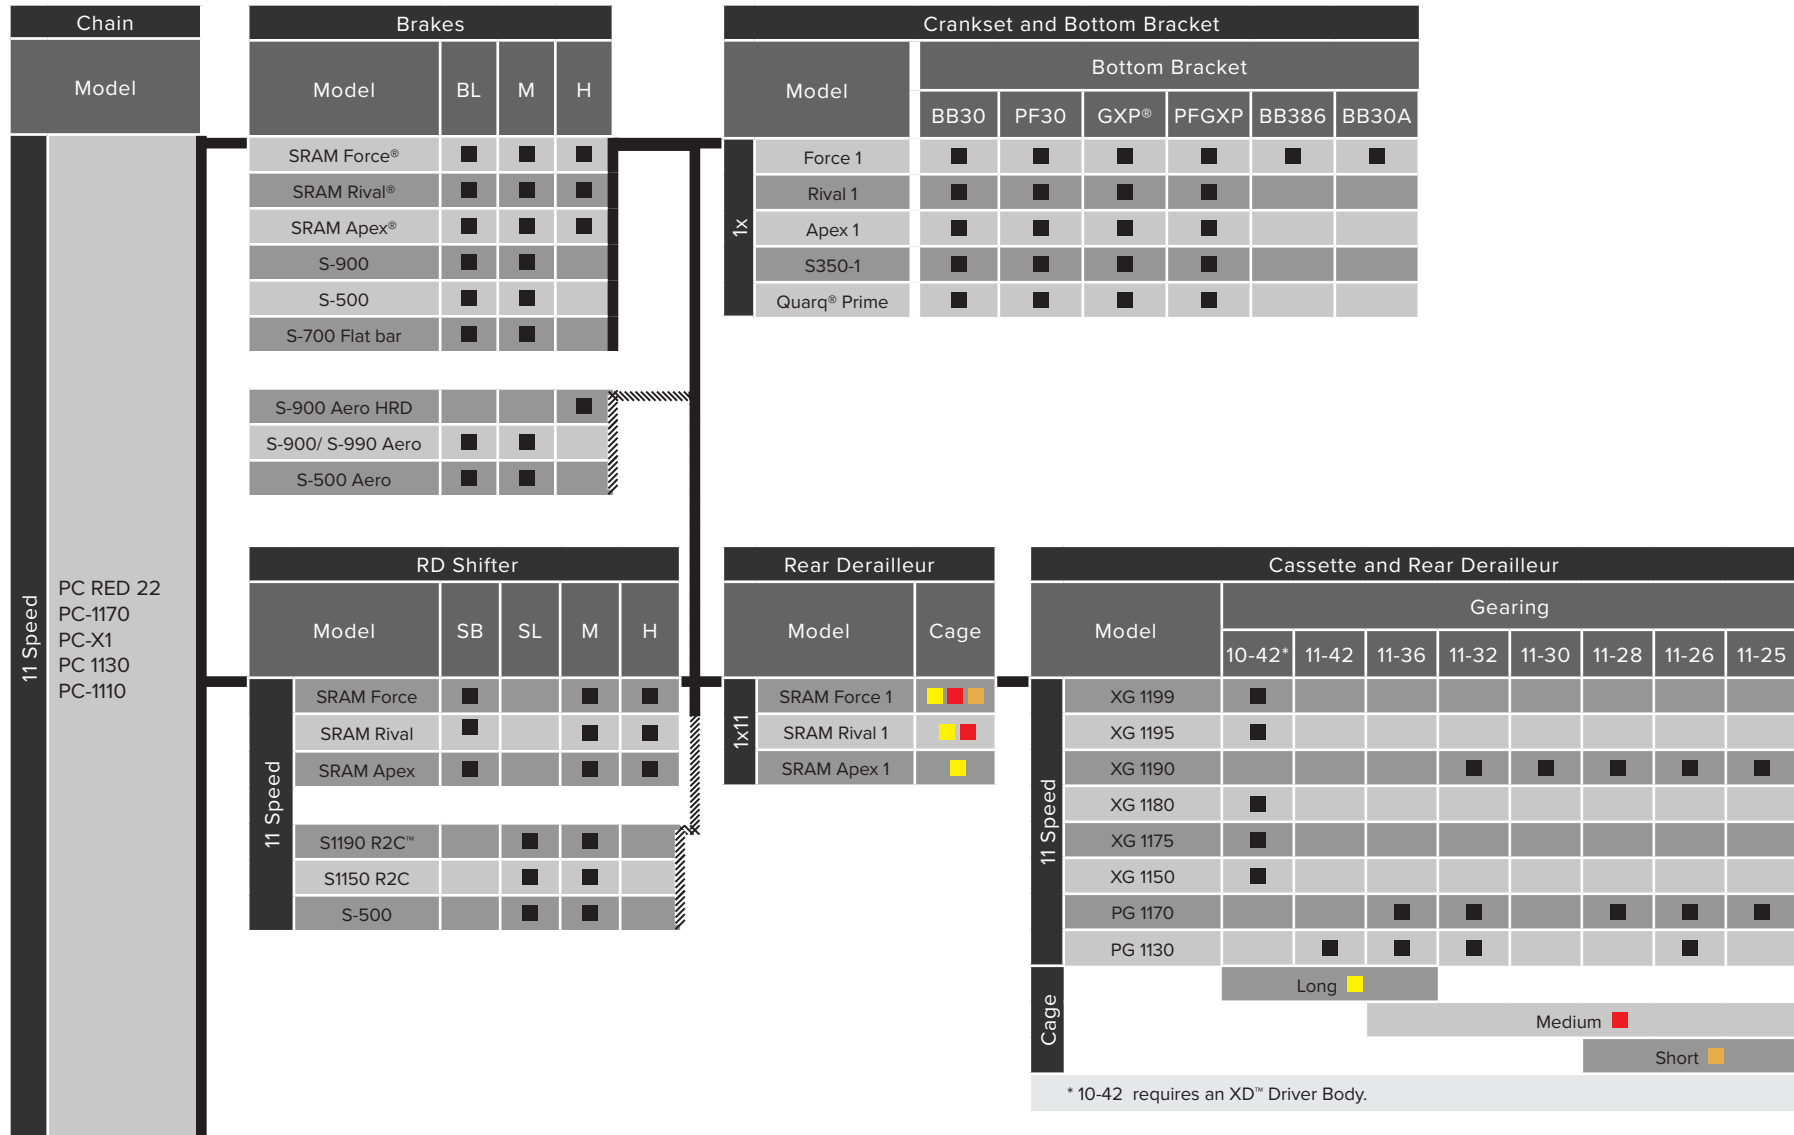 Chain
Model
11 Speed
PC RED 22
PC-1170
PC-X1
PC 1130
PC-1110
Brakes
Model BL M H
SRAM Force®
SRAM Rival®
SRAM Apex®
S-900
S-500
S-700 Flat bar
S-900 Aero HRD
S-900/ S-990 Aero
S-500 Aero
Crankset and Bottom Bracket
Model
Bottom Bracket
BB30 PF30 GXP® PFGXP BB386 BB30A
1x
Force 1
Rival 1
Apex 1
S350-1
Quarq® Prime
RD Shifter
Model SB SL M H
11 Speed
SRAM Force
SRAM Rival
SRAM Apex
S1190 R2C™
S1150 R2C
S-500
Rear Derailleur
Model Cage
1x11
SRAM Force 1
SRAM Rival 1
SRAM Apex 1
Cassette and Rear Derailleur
Model
Gearing
10-42* 11-42 11-36 11-32 11-30 11-28 11-26 11-25
11 Speed
XG 1199
XG 1195
XG 1190
XG 1180
XG 1175
XG 1150
PG 1170
PG 1130
Cage
Long
Medium
Short
* 10-42 requires an XD™ Driver Body.